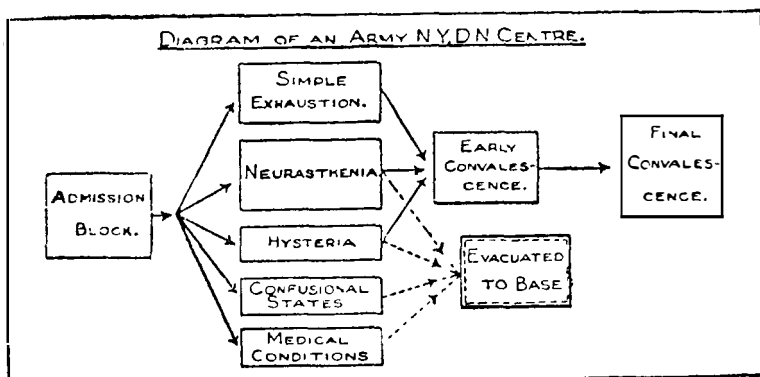 DIAGRAM OF AN ARMY N.Y.D.N CENTRE.
SIMPLE
EXHAUSTION.
NEURASTHENIA
HYSTERIA
CONFUSIONAL
STATES
MEDICAL
CONDITIONS
ADMISSION
BLOCK.
EARLY
CONVALES-
CENCE.
EVACUATED
TO BASE
FINAL
CONVALES-
CENCE.